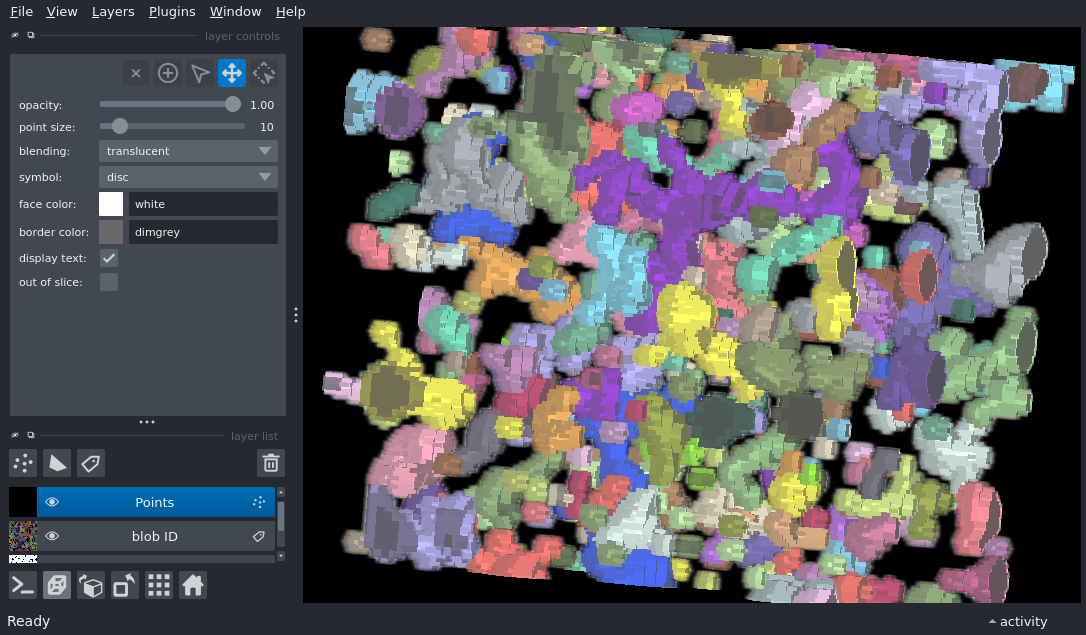 File View Layers Plugins Window Help
layer controls
opacity: 1.00
point size: 10
blending: translucent
symbol: disc
face color: white
border color: dimgrey
display text:
out of slice:
layer list
Points
blob ID
Ready activity